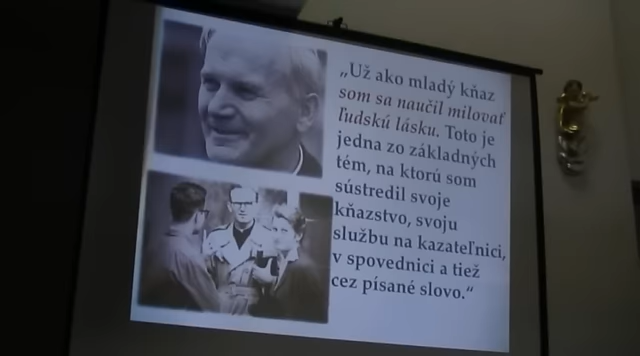 „Už ako mladý kňaz
som sa naučil milovať
ľudskú lásku. Toto je
jedna zo základných
tém, na ktorú som
sústredil svoje
kňazstvo, svoju
službu na kazateľnici,
v spovednici a tiež
cez písané slovo.“